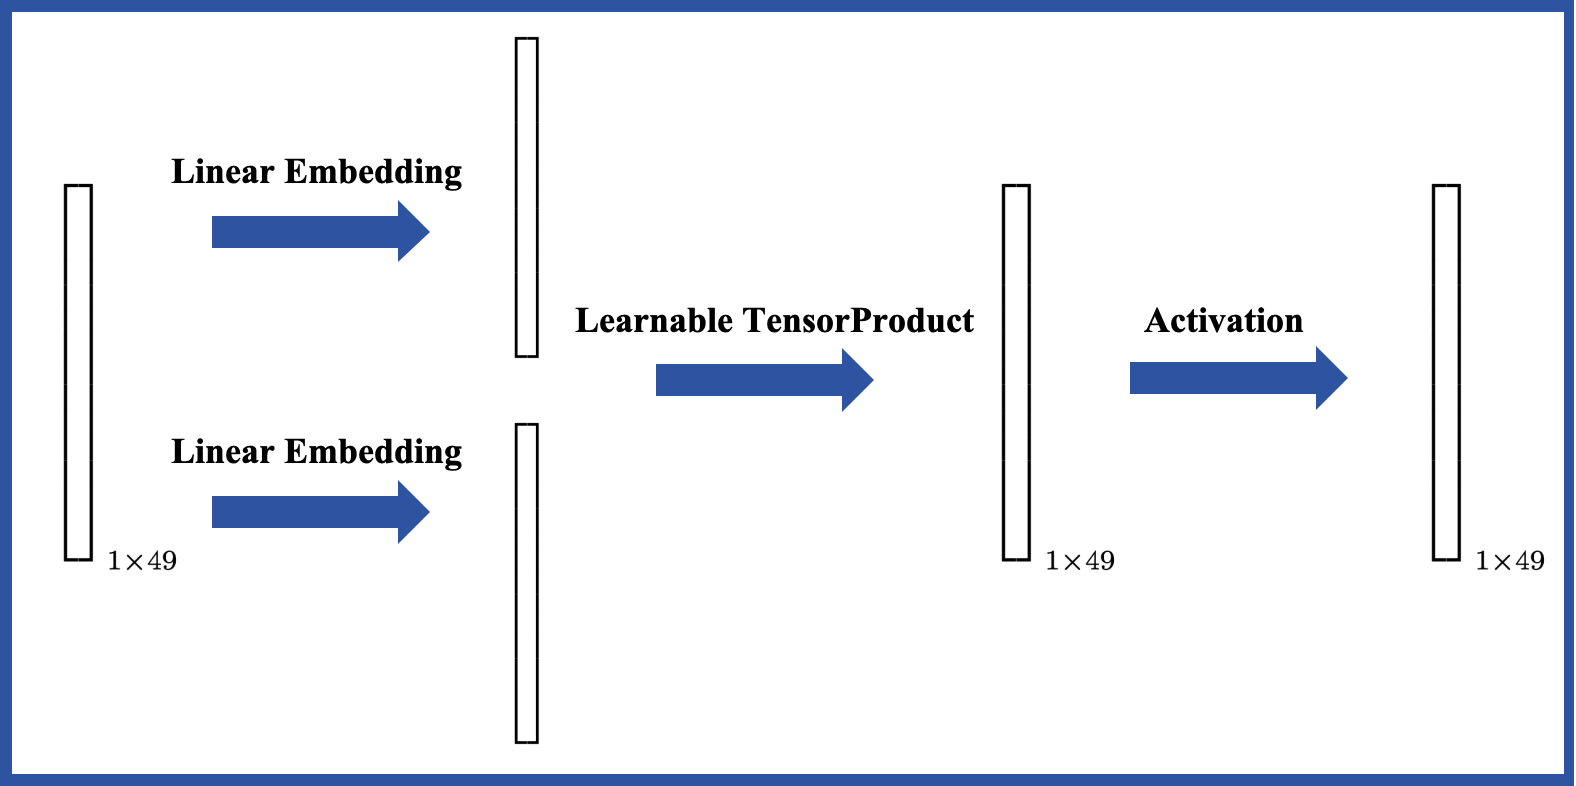 Linear Embedding
Learnable TensorProduct
Activation
Linear Embedding
1×49
1×49
1×49